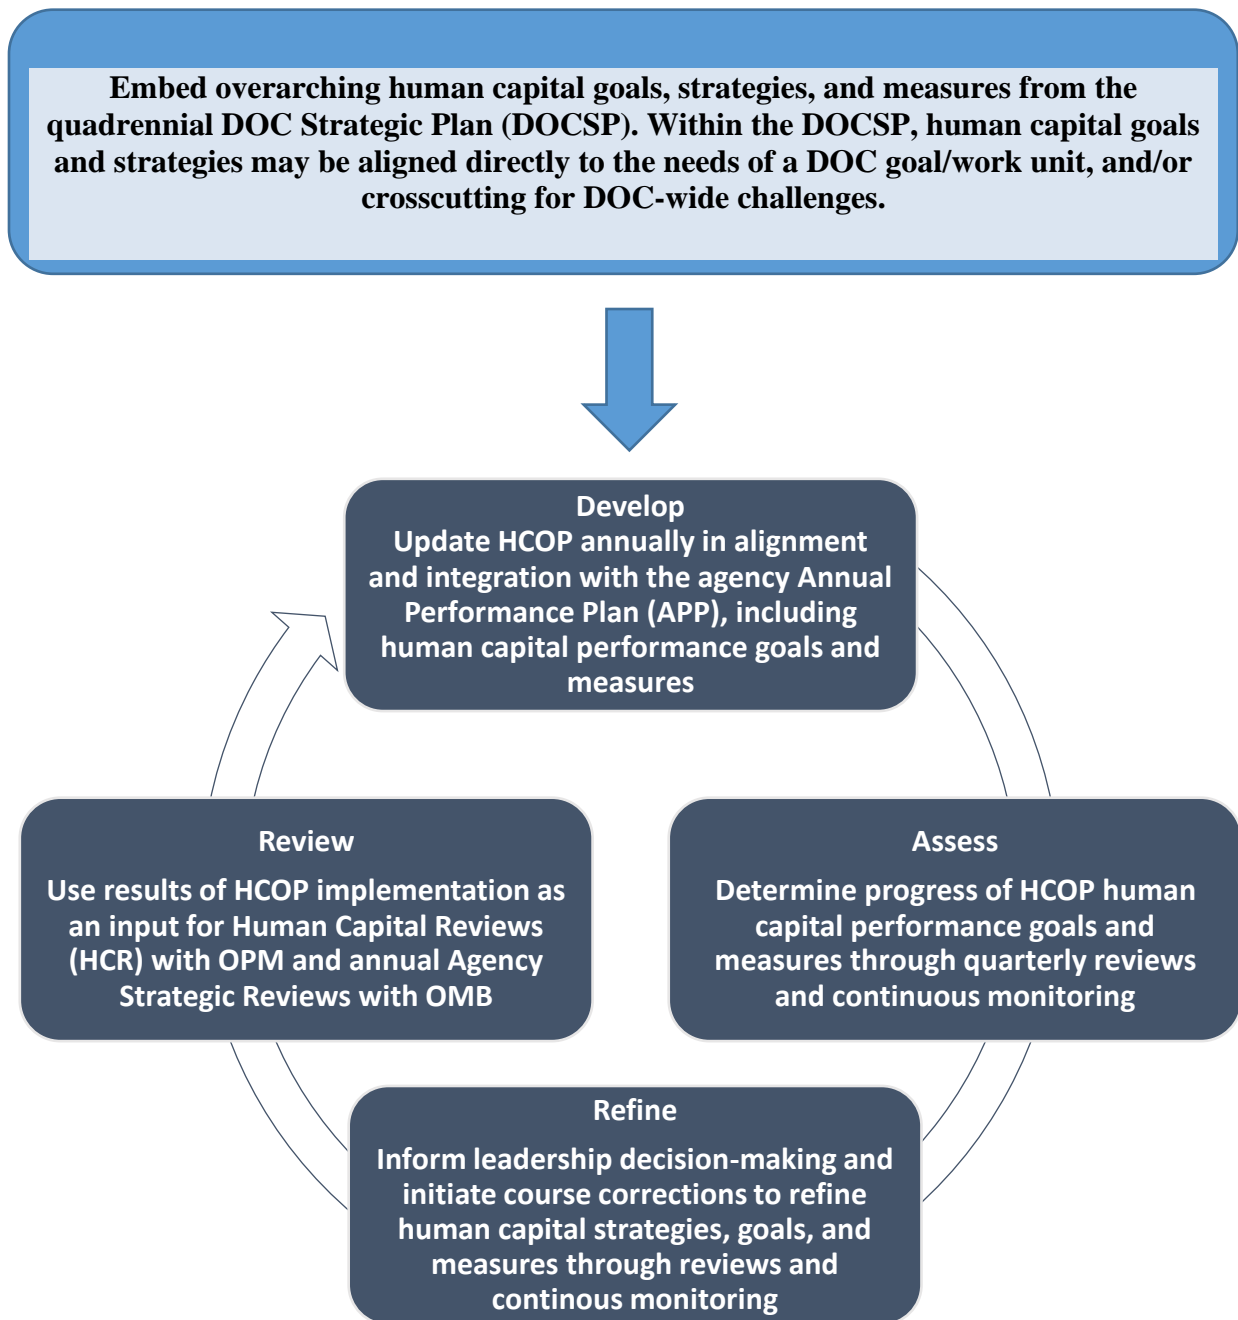 Embed overarching human capital goals, strategies, and measures from the
quadrennial DOC Strategic Plan (DOCSP). Within the DOCSP, human capital goals
and strategies may be aligned directly to the needs of a DOC goal/work unit, and/or
crosscutting for DOC-wide challenges.
Develop
Update HCOP annually in alignment
and integration with the agency Annual
Performance Plan (APP), including
human capital performance goals and
measures
Assess
Determine progress of HCOP human
capital performance goals and
measures through quarterly reviews
and continuous monitoring
Refine
Inform leadership decision-making and
initiate course corrections to refine
human capital strategies, goals, and
measures through reviews and
continous monitoring
Review
Use results of HCOP implementation as
an input for Human Capital Reviews
(HCR) with OPM and annual Agency
Strategic Reviews with OMB